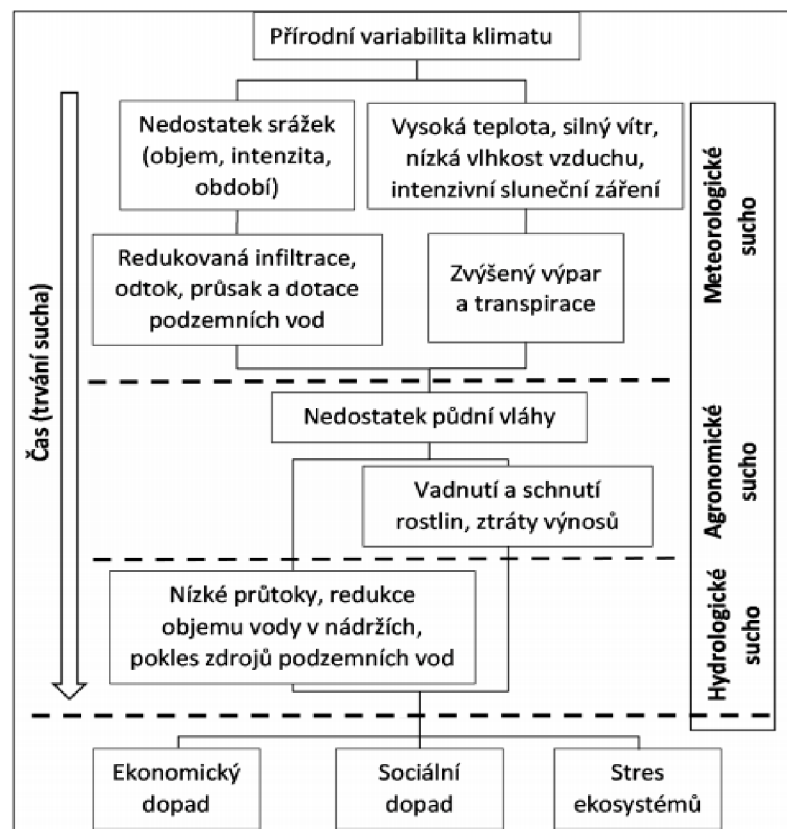 Přírodní variabilita klimatu
Nedostatek srážek
(objem, intenzita,
období)
Vysoká teplota, silný vítr,
nízká vlhkost vzduchu,
intenzivní sluneční záření
Redukovaná infiltrace,
odtok, průsak a dotace
podzemních vod
Zvýšený výpar
a transpirace
Nedostatek půdní vláhy
Vadnutí a schnutí
rostlin, ztráty výnosů
Nízké průtoky, redukce
objemu vody v nádržích,
pokles zdrojů podzemních vod
Ekonomický
dopad
Sociální
dopad
Stres
ekosystémů
Čas (trvání sucha)
Meteorologické
sucho
Agronomické
sucho
Hydrologické
sucho